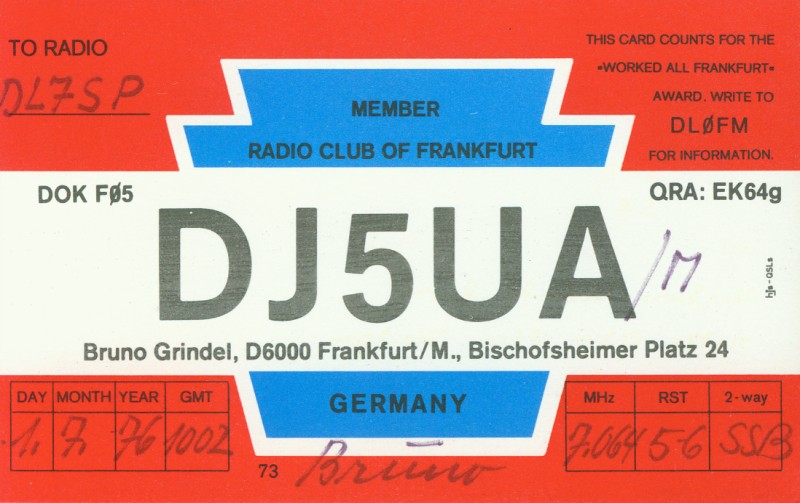 TO RADIO
DL7SP
MEMBER
RADIO CLUB OF FRANKFURT
THIS CARD COUNTS FOR THE
"WORKED ALL FRANKFURT"
AWARD. WRITE TO
DLØFM
FOR INFORMATION.
DOK FØ5
QRA: EK64g
DJ5UA/M
hjs - QSLs
Bruno Grindel, D6000 Frankfurt/M., Bischofsheimer Platz 24
DAY MONTH YEAR GMT
1. 7. 76 1002
GERMANY
MHz RST 2-way
7.064 5-6 SSB
73 Bruno